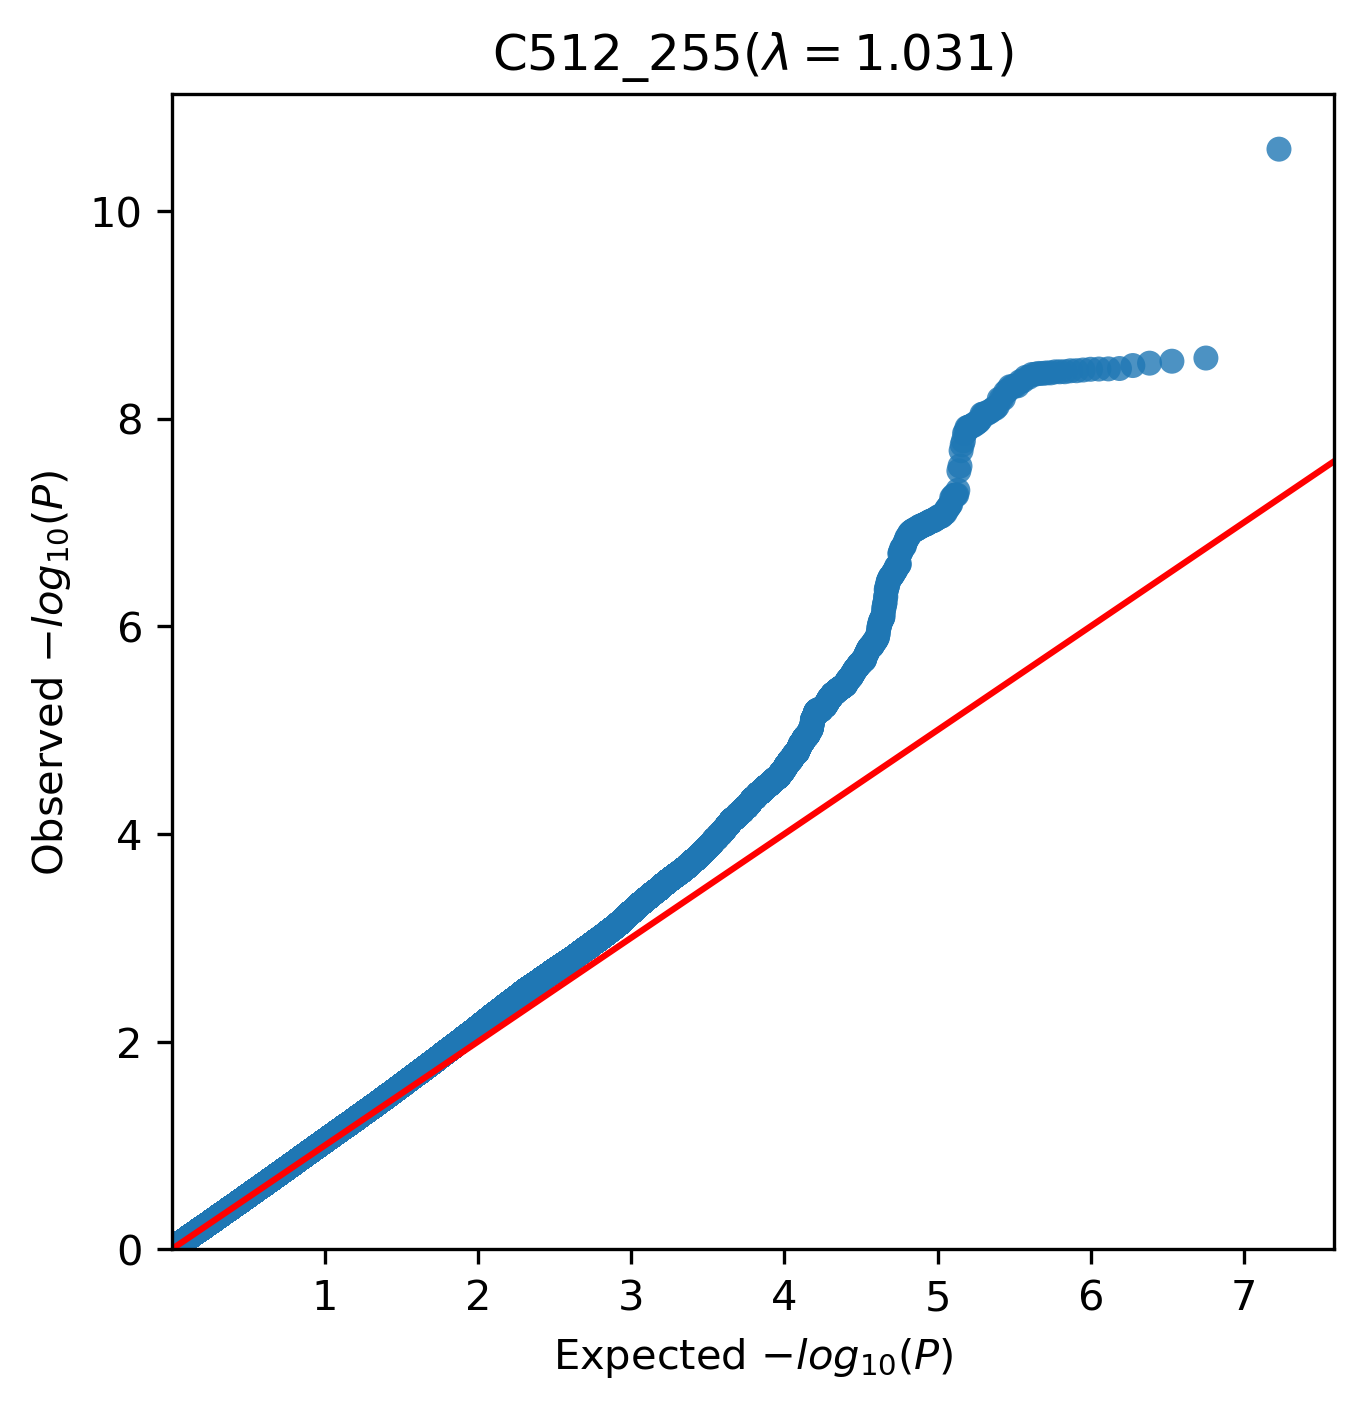 C512_255(λ = 1.031)
Observed −log₁₀(P)
10
8
6
4
2
0
1 2 3 4 5 6 7
Expected −log₁₀(P)